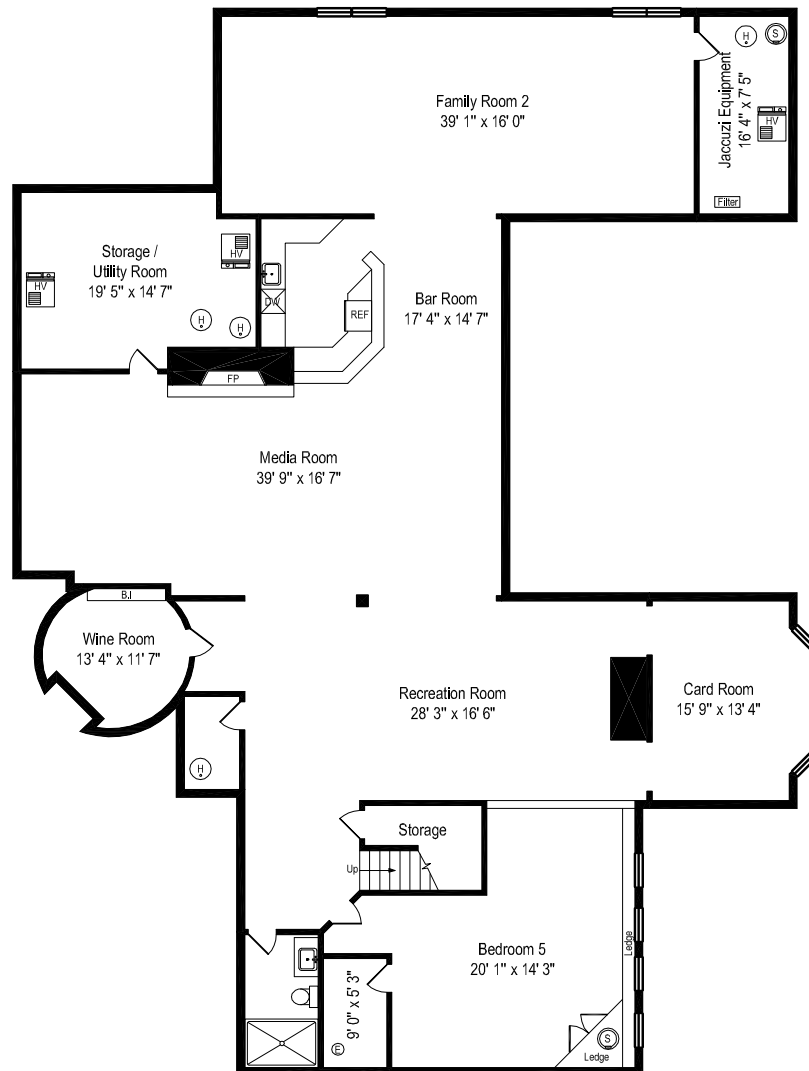 Family Room 2
39' 1" x 16' 0"
H
S
Jaccuzi Equipment
16' 4" x 7' 5"
HV
Filter
Storage /
Utility Room
19' 5" x 14' 7"
HV
HV
H
H
DW
REF
Bar Room
17' 4" x 14' 7"
FP
Media Room
39' 9" x 16' 7"
B.I
Wine Room
13' 4" x 11' 7"
Recreation Room
28' 3" x 16' 6"
Card Room
15' 9" x 13' 4"
H
Storage
Up
Bedroom 5
20' 1" x 14' 3"
Ledge
9' 0" x 5' 3"
E
S
Ledge